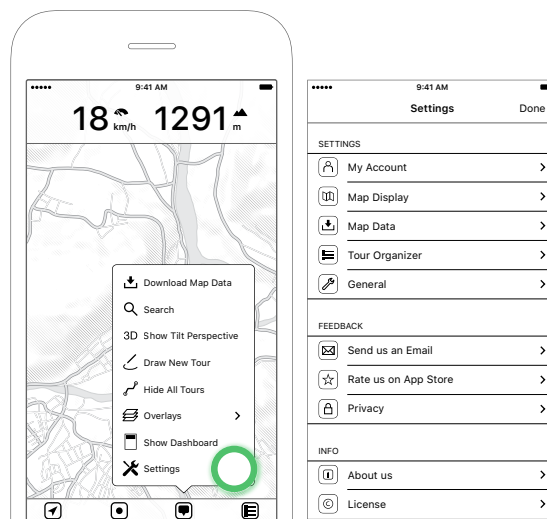 9:41 AM
18 km/h 1291 m
Download Map Data
Search
3D Show Tilt Perspective
Draw New Tour
Hide All Tours
Overlays
Show Dashboard
Settings
9:41 AM
Settings Done
SETTINGS
My Account
Map Display
Map Data
Tour Organizer
General
FEEDBACK
Send us an Email
Rate us on App Store
Privacy
INFO
About us
License